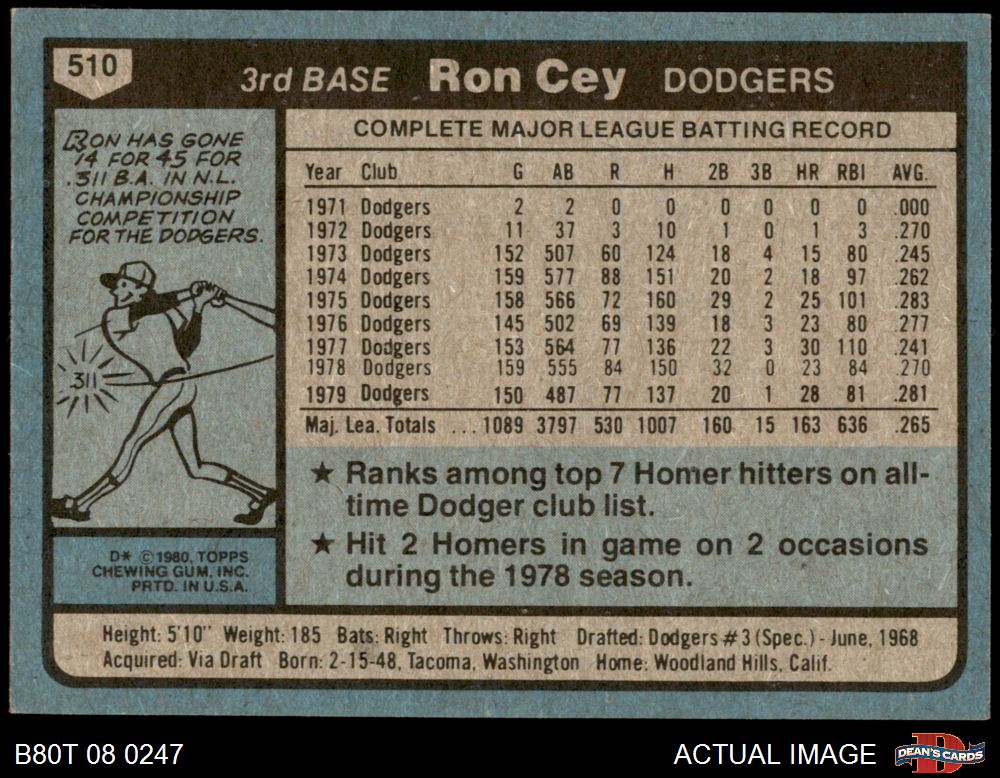 510
3rd BASE Ron Cey DODGERS
RON HAS GONE
14 FOR 45 FOR
.311 B.A. IN N.L.
CHAMPIONSHIP
COMPETITION
FOR THE DODGERS.
.311
D* © 1980, TOPPS
CHEWING GUM, INC.
PRTD. IN U.S.A.
COMPLETE MAJOR LEAGUE BATTING RECORD
Year Club G AB R H 2B 3B HR RBI AVG.
1971 Dodgers 2 2 0 0 0 0 0 0 .000
1972 Dodgers 11 37 3 10 1 0 1 3 .270
1973 Dodgers 152 507 60 124 18 4 15 80 .245
1974 Dodgers 159 577 88 151 20 2 18 97 .262
1975 Dodgers 158 566 72 160 29 2 25 101 .283
1976 Dodgers 145 502 69 139 18 3 23 80 .277
1977 Dodgers 153 564 77 136 22 3 30 110 .241
1978 Dodgers 159 555 84 150 32 0 23 84 .270
1979 Dodgers 150 487 77 137 20 1 28 81 .281
Maj. Lea. Totals ... 1089 3797 530 1007 160 15 163 636 .265
★ Ranks among top 7 Homer hitters on all-
time Dodger club list.
★ Hit 2 Homers in game on 2 occasions
during the 1978 season.
Height: 5'10" Weight: 185 Bats: Right Throws: Right Drafted: Dodgers #3 (Spec.) - June, 1968
Acquired: Via Draft Born: 2-15-48, Tacoma, Washington Home: Woodland Hills, Calif.
B80T 08 0247 ACTUAL IMAGE DEAN'S CARDS